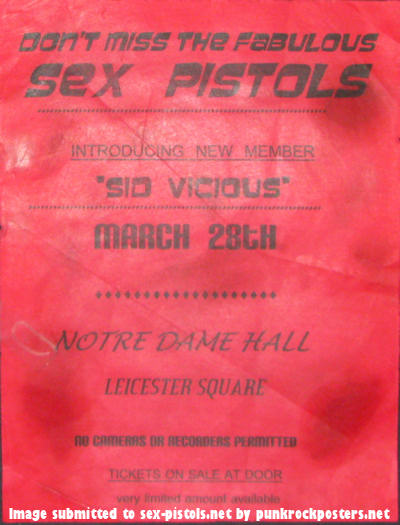 Don't miss the fabulous
Sex Pistols
INTRODUCING NEW MEMBER
"Sid Vicious"
March 28th
NOTRE DAME HALL
LEICESTER SQUARE
NO CAMERAS OR RECORDERS PERMITTED
TICKETS ON SALE AT DOOR
very limited amount available
Image submitted to sex-pistols.net by punkrockposters.net